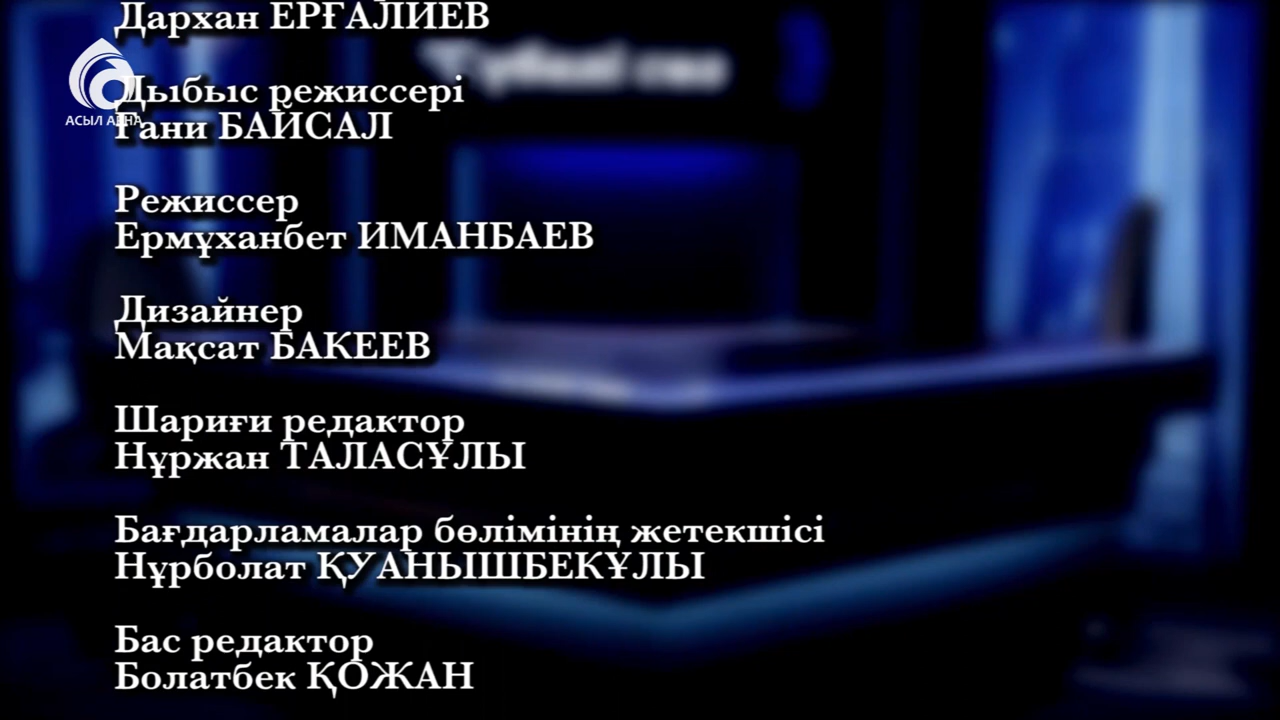 Дархан ЕРҒАЛИЕВ
Дыбыс режиссері
АСЫЛ АРНА
Ғани БАЙСАЛ
Режиссер
Ермұханбет ИМАНБАЕВ
Дизайнер
Мақсат БАКЕЕВ
Шариғи редактор
Нұржан ТАЛАСҰЛЫ
Бағдарламалар бөлімінің жетекшісі
Нұрболат ҚУАНЫШБЕКҰЛЫ
Бас редактор
Болатбек ҚОЖАН